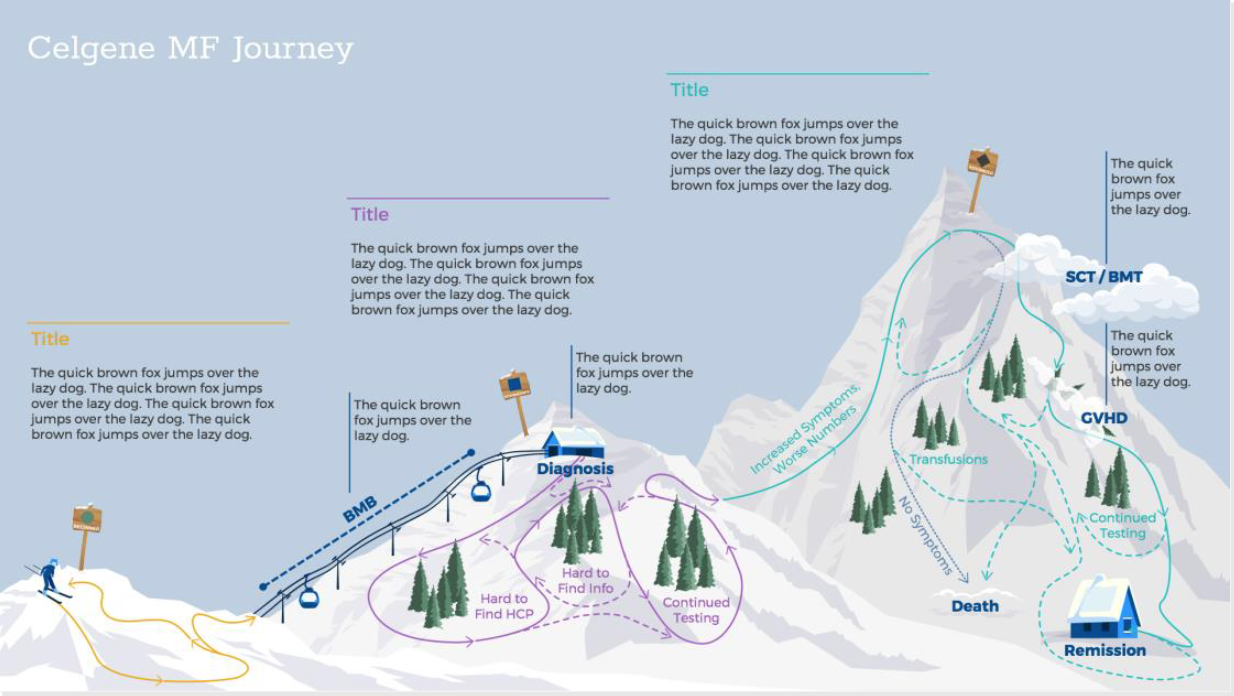 Celgene MF Journey
Title
The quick brown fox jumps over the
lazy dog. The quick brown fox jumps
over the lazy dog. The quick brown fox
jumps over the lazy dog. The quick
brown fox jumps over the lazy dog.
Title
The quick brown fox jumps over the
lazy dog. The quick brown fox jumps
over the lazy dog. The quick brown fox
jumps over the lazy dog. The quick
brown fox jumps over the lazy dog.
Title
The quick brown fox jumps over the
lazy dog. The quick brown fox jumps
over the lazy dog. The quick brown fox
jumps over the lazy dog. The quick
brown fox jumps over the lazy dog.
The quick brown
fox jumps over the
lazy dog.
BMB
The quick brown
fox jumps over the
lazy dog.
Diagnosis
Hard to
Find HCP
Hard to
Find Info
Continued
Testing
Increased Symptoms,
Worse Numbers
The quick
brown fox
jumps over
the lazy dog.
SCT / BMT
The quick
brown fox
jumps over
the lazy dog.
GVHD
Transfusions
No Symptoms
Continued
Testing
Death
Remission